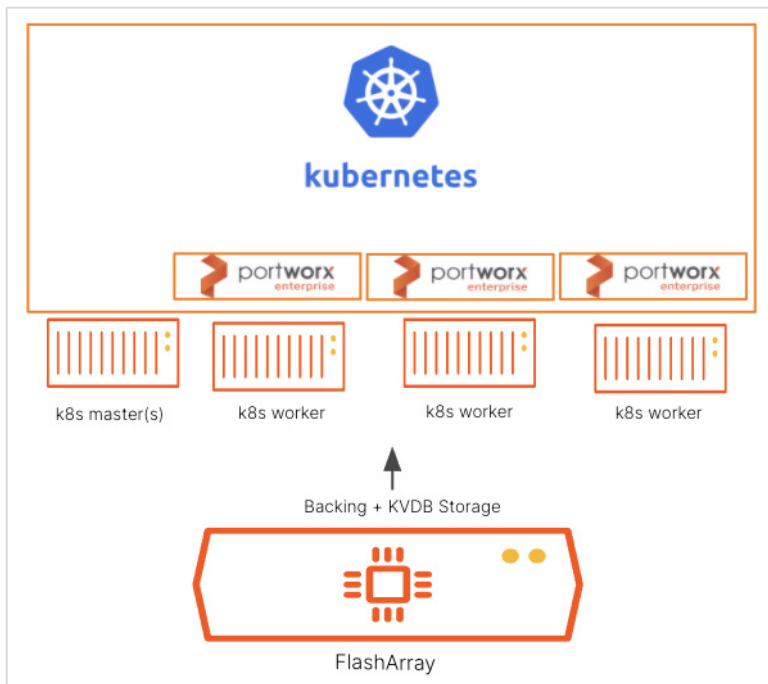 kubernetes
portworx
enterprise
portworx
enterprise
portworx
enterprise
k8s master(s)
k8s worker
k8s worker
k8s worker
Backing + KVDB Storage
FlashArray